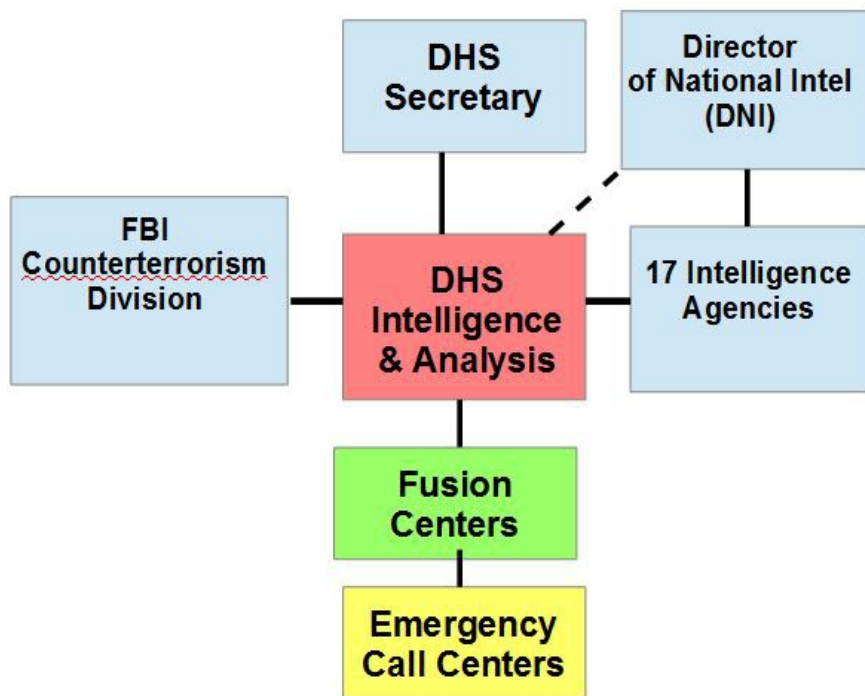 DHS
Secretary
Director
of National Intel
(DNI)
FBI
Counterterrorism
Division
DHS
Intelligence
& Analysis
17 Intelligence
Agencies
Fusion
Centers
Emergency
Call Centers